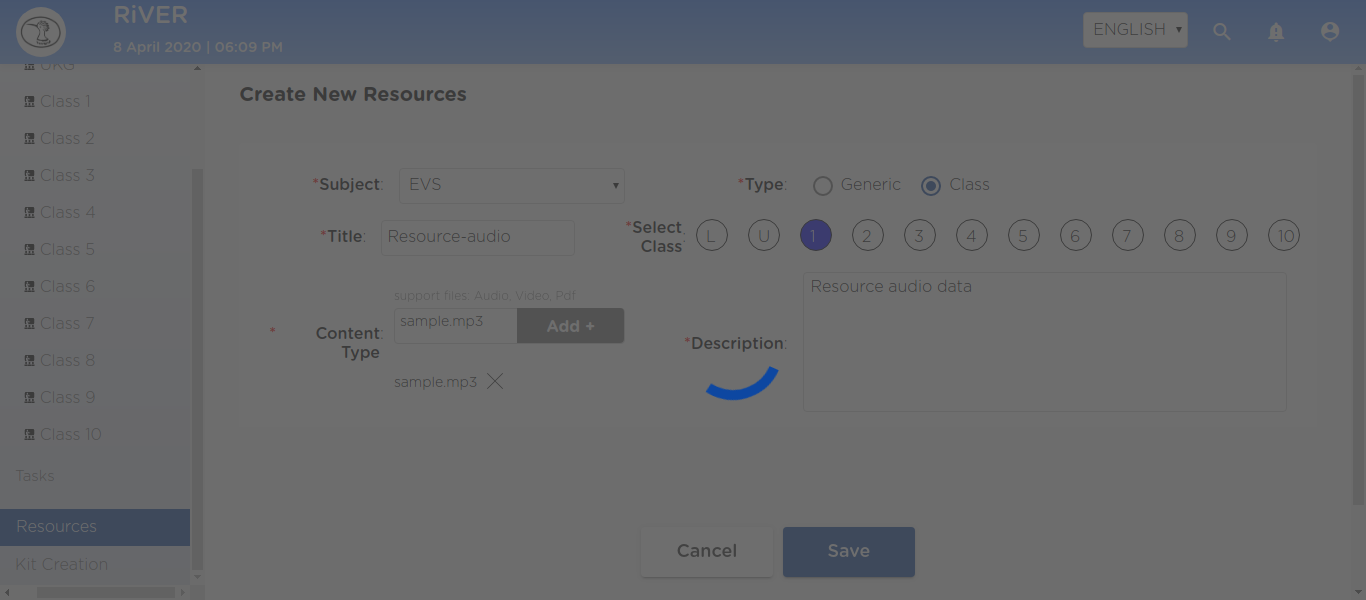 RiVER
8 April 2020 | 06:09 PM
ENGLISH
UKG
Class 1
Class 2
Class 3
Class 4
Class 5
Class 6
Class 7
Class 8
Class 9
Class 10
Tasks
Resources
Kit Creation
Create New Resources
*Subject: EVS
*Type: Generic Class
*Title: Resource-audio
*Select Class: L U 1 2 3 4 5 6 7 8 9 10
support files: Audio, Video, Pdf
* Content Type: sample.mp3 Add +
sample.mp3
*Description:
Resource audio data
Cancel Save